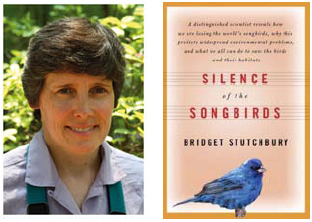 A distinguished scientist reveals how
we are losing the world's songbirds, why this
projects widespread environmental problems,
and what we all can do to save the birds
and their habitats
SILENCE
of the
SONGBIRDS
BRIDGET STUTCHBURY